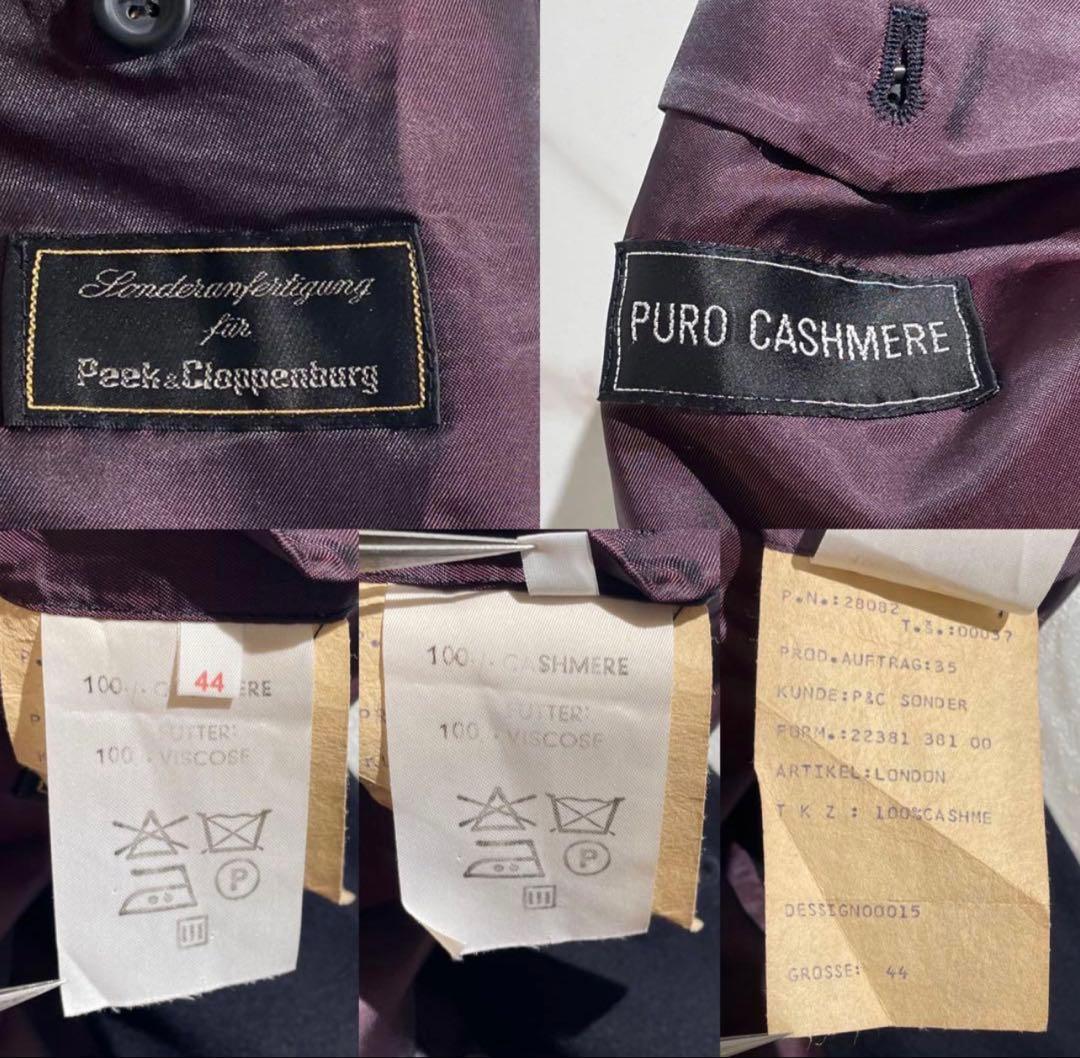 Sonderanfertigung
für
Peek & Cloppenburg
PURO CASHMERE
44
100
ERE
FUTTER:
100 VISCOSE
P
100 CASHMERE
FUTTER:
100 VISCOSE
P
P.N.:28082
T.S.:00037
PROD.AUFTRAG:35
KUNDE:P&C SONDER
FORM.:22381 381 00
ARTIKEL:LONDON
T K Z : 100%CASHME
DESSIGN00015
GROSSE: 44